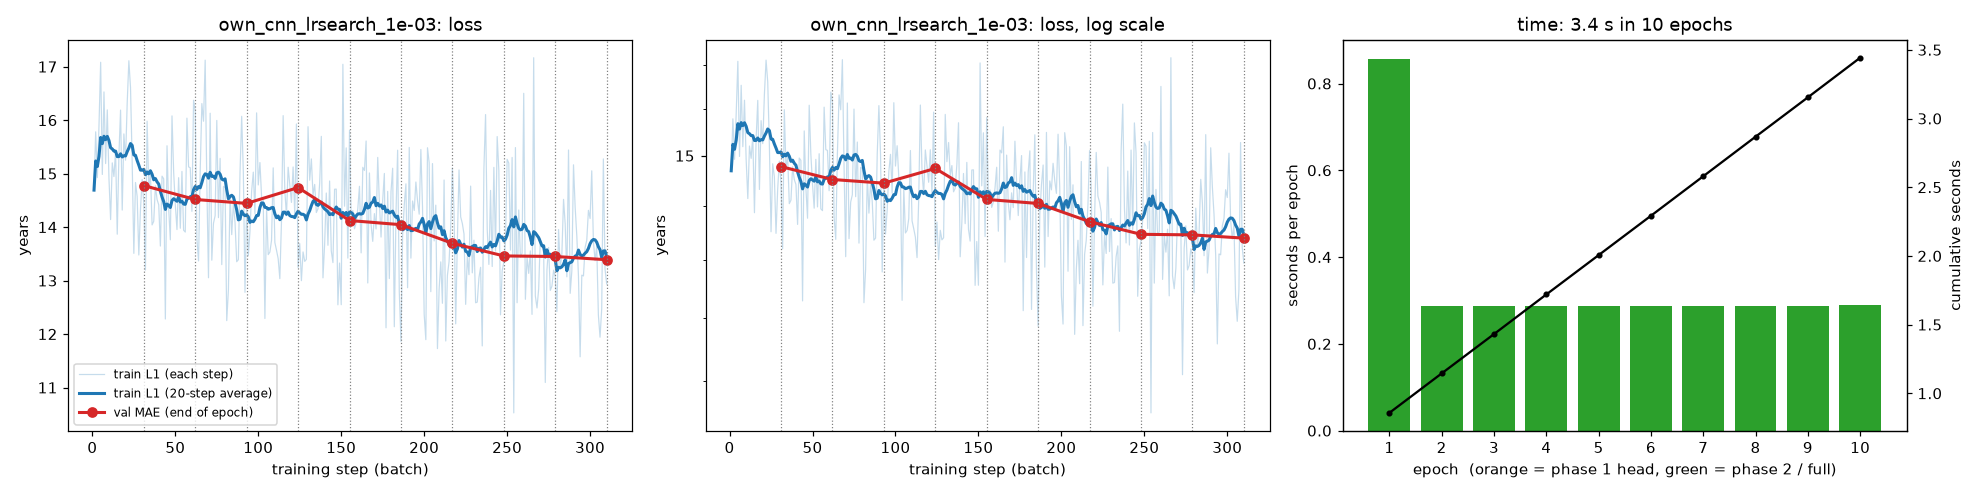 own_cnn_lrsearch_1e-03: loss
years
17
16
15
14
13
12
11
train L1 (each step)
train L1 (20-step average)
val MAE (end of epoch)
0 50 100 150 200 250 300
training step (batch)
own_cnn_lrsearch_1e-03: loss, log scale
years
15
0 50 100 150 200 250 300
training step (batch)
time: 3.4 s in 10 epochs
seconds per epoch
0.8
0.6
0.4
0.2
0.0
1 2 3 4 5 6 7 8 9 10
epoch  (orange = phase 1 head, green = phase 2 / full)
3.5
3.0
2.5
2.0
1.5
1.0
cumulative seconds